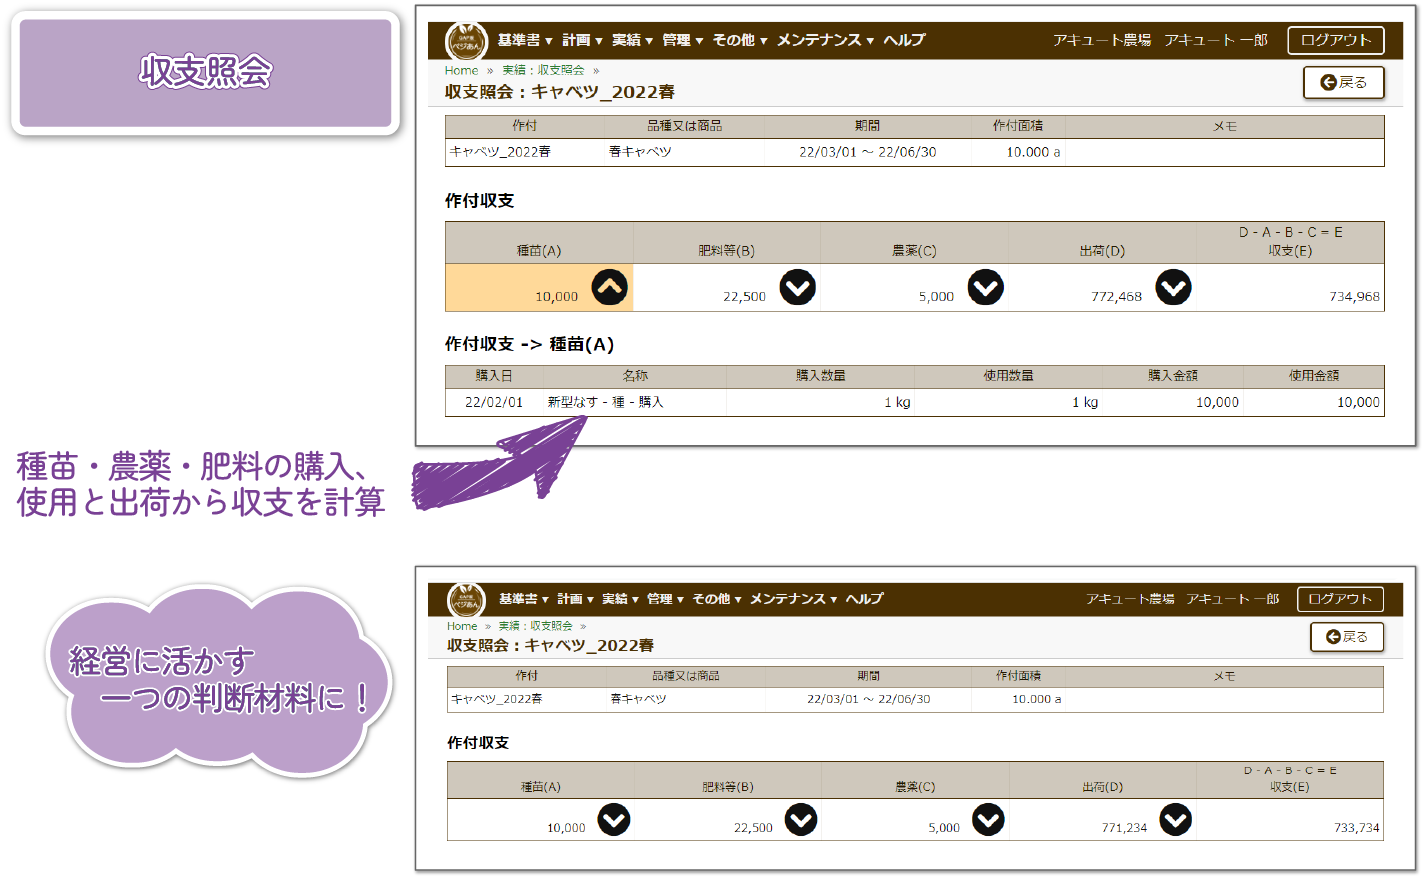 収支照会
GAP管
ベジあん
基準書▼ 計画▼ 実績▼ 管理▼ その他▼ メンテナンス▼ ヘルプ
アキュート農場 アキュート 一郎 ログアウト
Home » 実績：収支照会 »
収支照会：キャベツ_2022春
戻る
作付 品種又は商品 期間 作付面積 メモ
キャベツ_2022春 春キャベツ 22/03/01 ～ 22/06/30 10.000 a
作付収支
種苗(A) 肥料等(B) 農薬(C) 出荷(D) D - A - B - C = E
収支(E)
10,000 22,500 5,000 772,468 734,968
作付収支 -> 種苗(A)
購入日 名称 購入数量 使用数量 購入金額 使用金額
22/02/01 新型なす - 種 - 購入 1 kg 1 kg 10,000 10,000
種苗・農薬・肥料の購入、
使用と出荷から収支を計算
経営に活かす
一つの判断材料に！
ベジあん
基準書▼ 計画▼ 実績▼ 管理▼ その他▼ メンテナンス▼ ヘルプ
アキュート農場 アキュート 一郎 ログアウト
Home » 実績：収支照会 »
収支照会：キャベツ_2022春
戻る
作付 品種又は商品 期間 作付面積 メモ
キャベツ_2022春 春キャベツ 22/03/01 ～ 22/06/30 10.000 a
作付収支
種苗(A) 肥料等(B) 農薬(C) 出荷(D) D - A - B - C = E
収支(E)
10,000 22,500 5,000 771,234 733,734